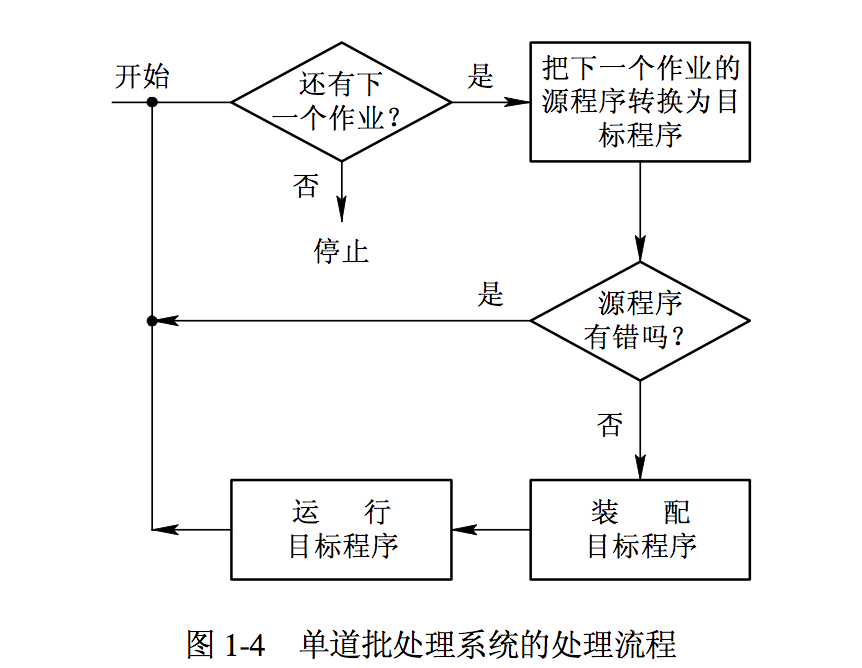 开始
还有下
一个作业？
是
把下一个作业的
源程序转换为目
标程序
否
停止
是
源程序
有错吗？
否
运 行
目标程序
装 配
目标程序
图 1-4 单道批处理系统的处理流程